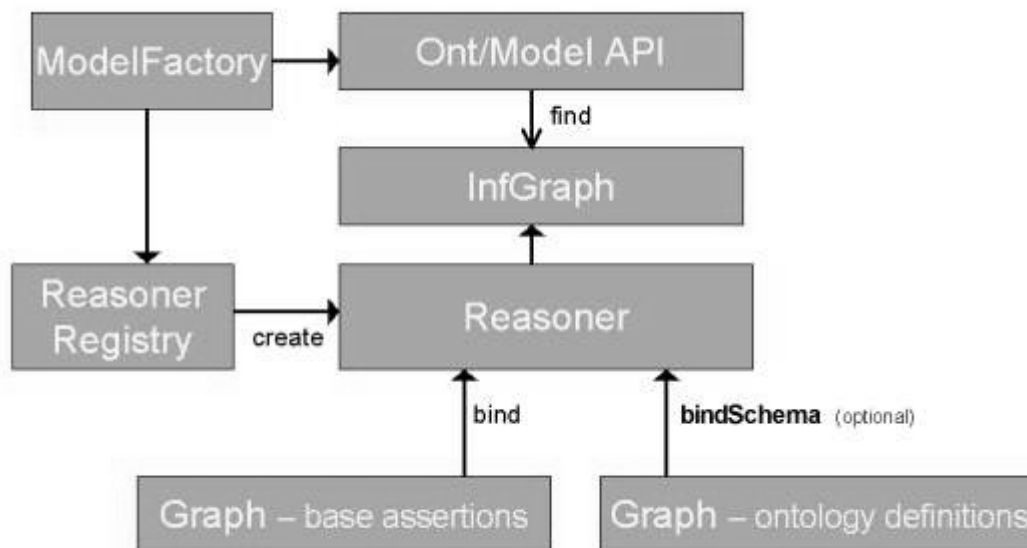 ModelFactory
Ont/Model API
find
InfGraph
Reasoner
Registry
create
Reasoner
bind
bindSchema (optional)
Graph – base assertions
Graph – ontology definitions